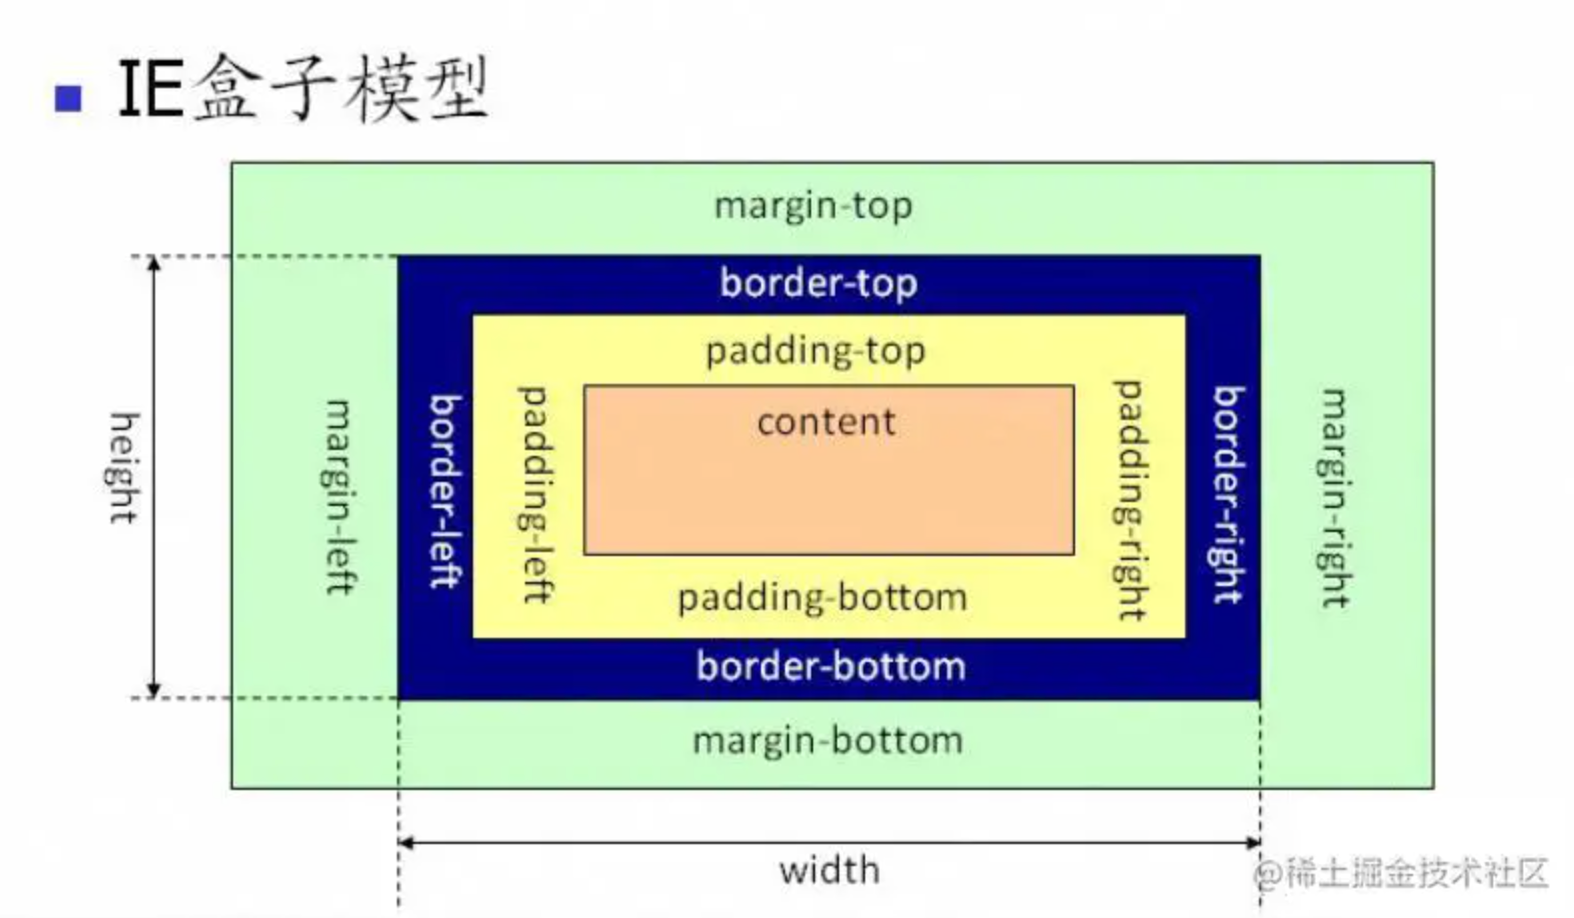 IE盒子模型
margin-top
border-top
padding-top
content
height
margin-left
border-left
padding-left
padding-right
border-right
margin-right
padding-bottom
border-bottom
margin-bottom
width
@稀土掘金技术社区